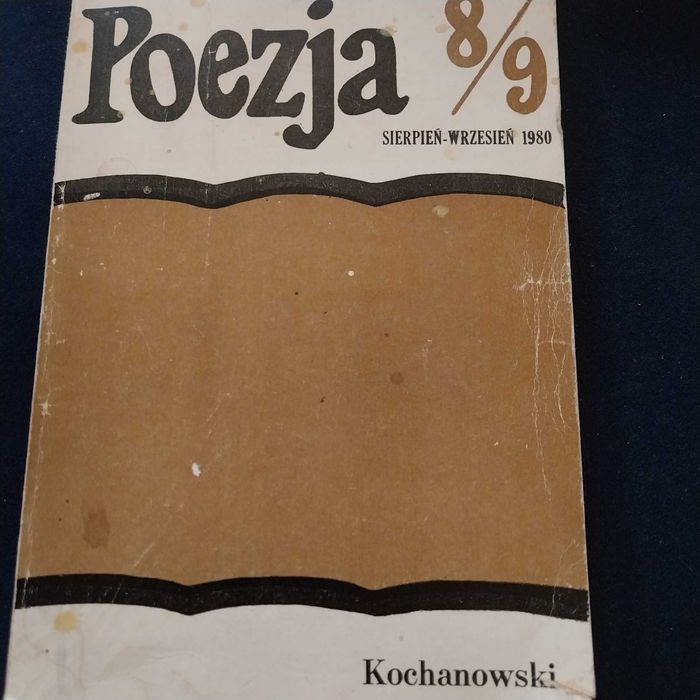 Poezja 8/9
SIERPIEŃ-WRZESIEŃ 1980
Kochanowski